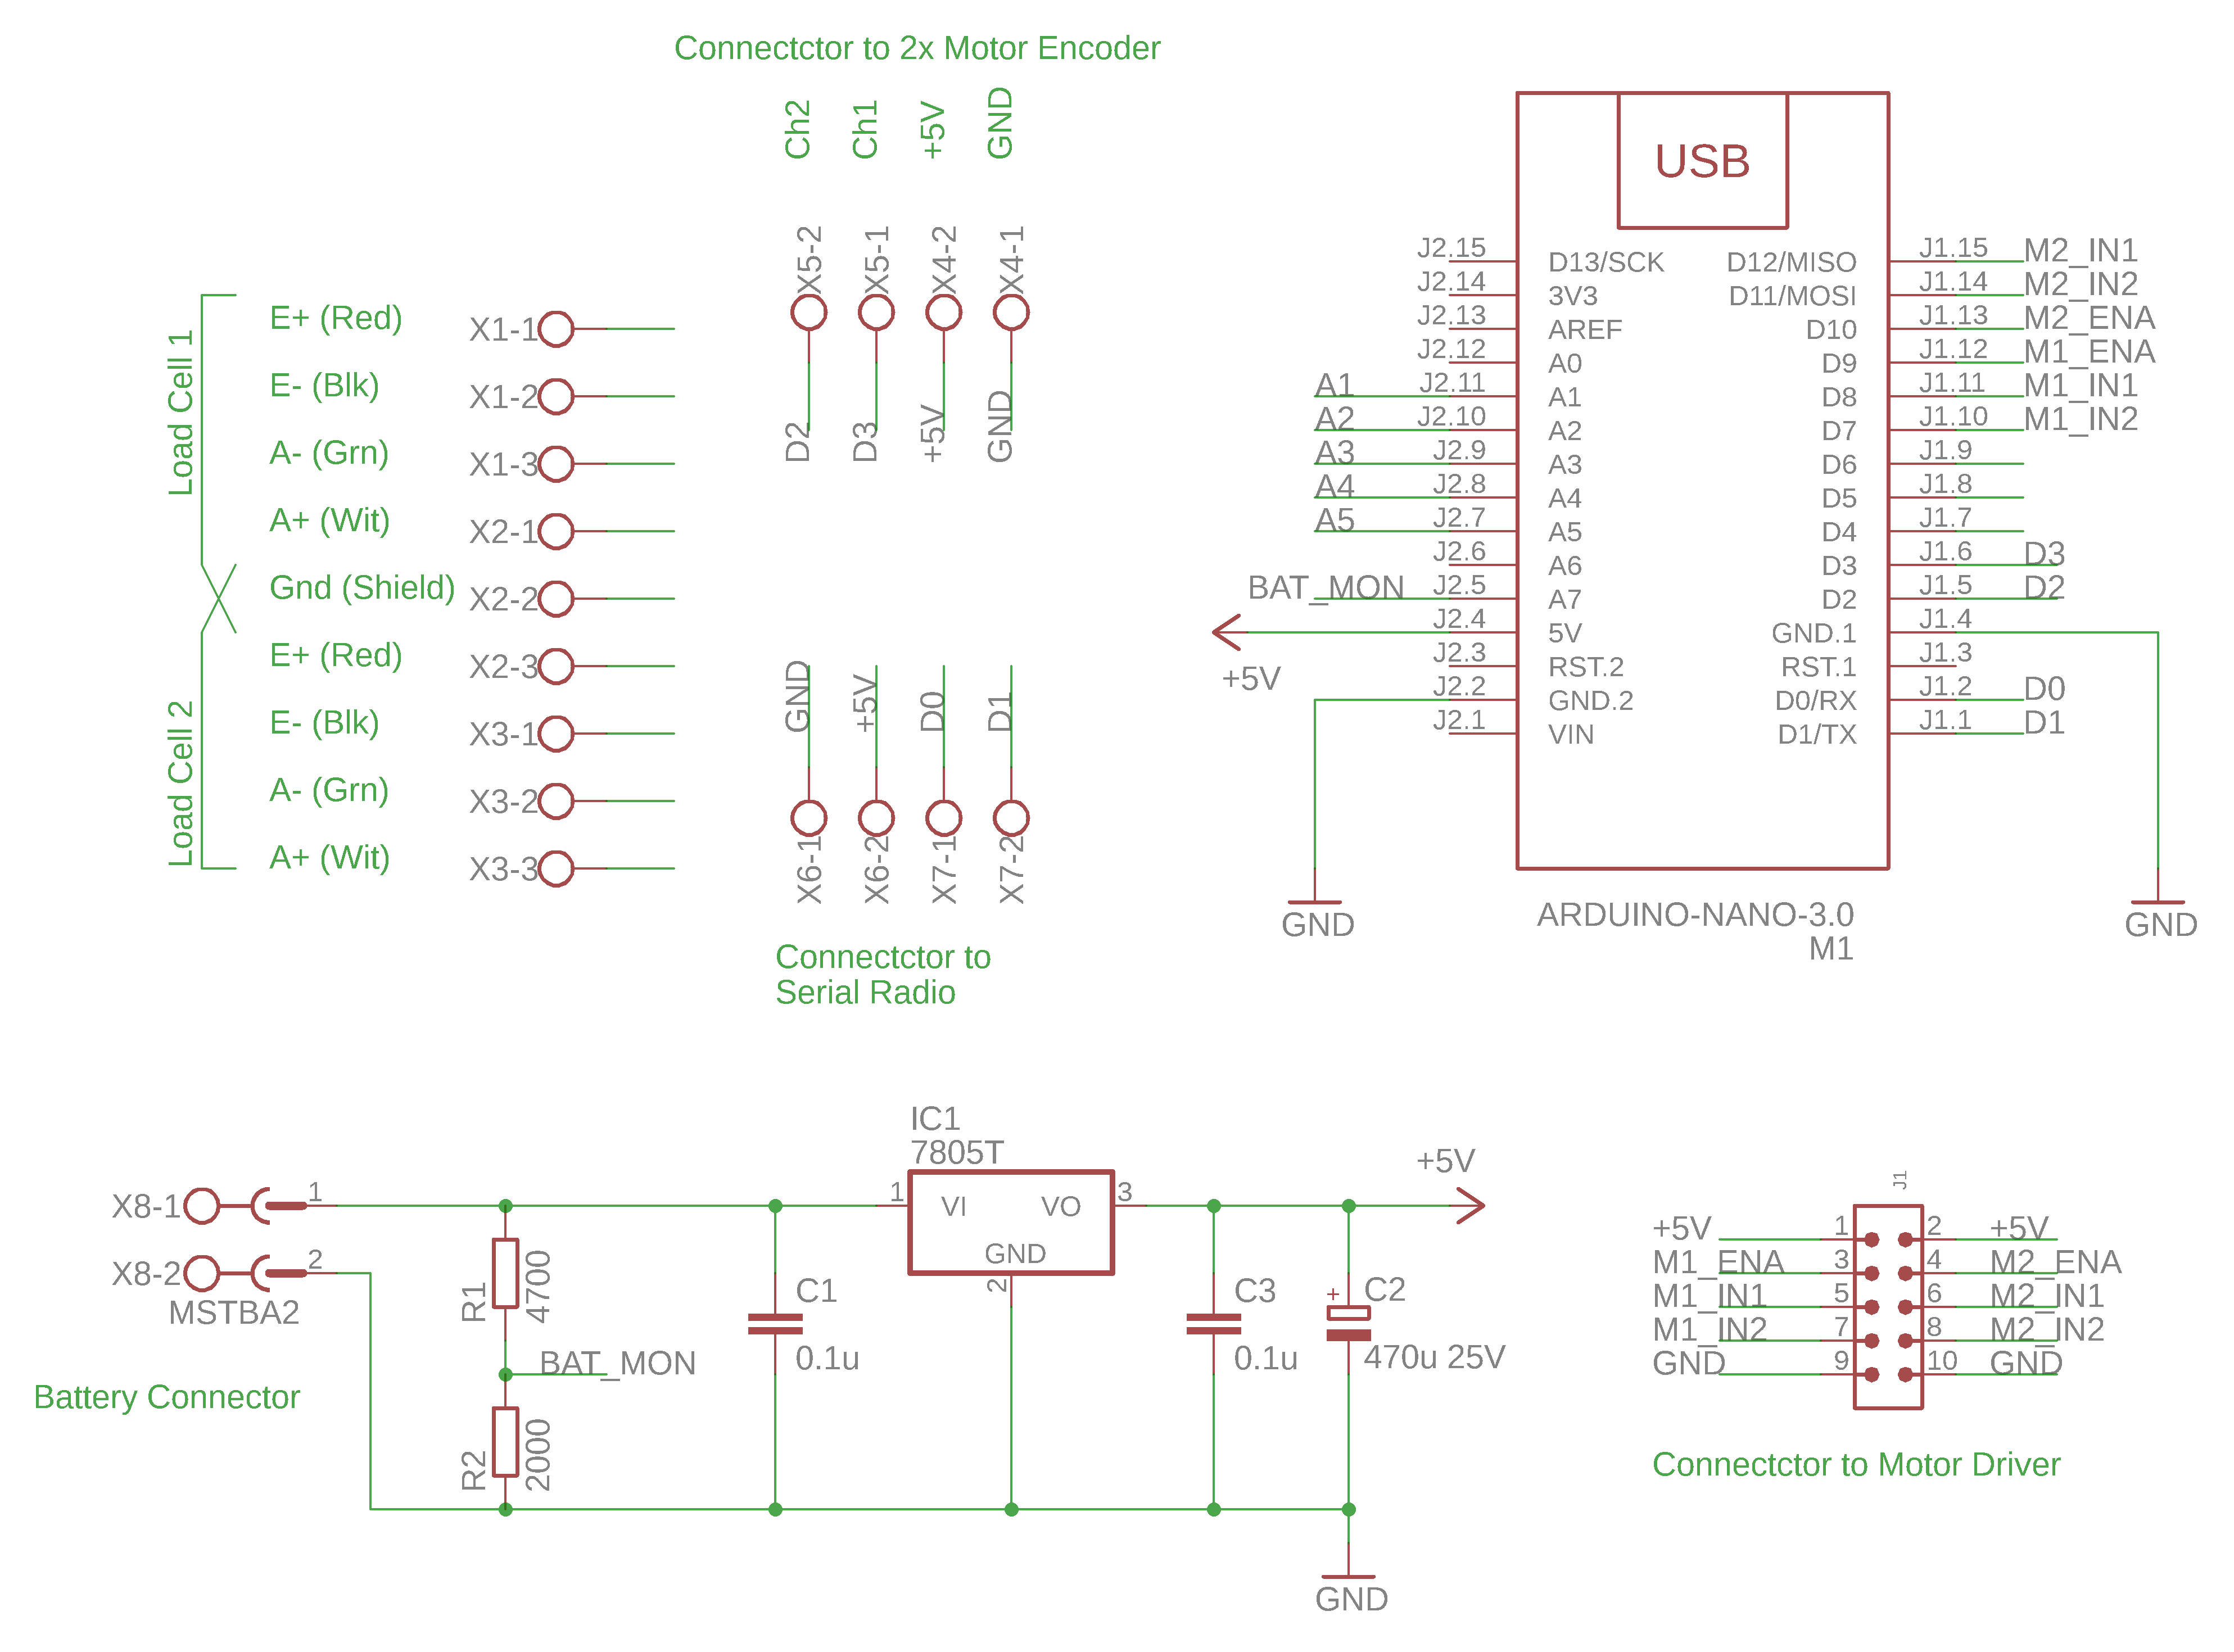 Connectctor to 2x Motor Encoder
Ch2
Ch1
+5V
GND
X5-2
X5-1
X4-2
X4-1
D2
D3
+5V
GND
Load Cell 1
E+ (Red)
X1-1
E- (Blk)
X1-2
A- (Grn)
X1-3
A+ (Wit)
X2-1
Gnd (Shield)
X2-2
Load Cell 2
E+ (Red)
X2-3
E- (Blk)
X3-1
A- (Grn)
X3-2
A+ (Wit)
X3-3
GND
+5V
D0
D1
X6-1
X6-2
X7-1
X7-2
Connectctor to
Serial Radio
USB
J2.15 D13/SCK D12/MISO J1.15 M2_IN1
J2.14 3V3 D11/MOSI J1.14 M2_IN2
J2.13 AREF D10 J1.13 M2_ENA
J2.12 A0 D9 J1.12 M1_ENA
A1 J2.11 A1 D8 J1.11 M1_IN1
A2 J2.10 A2 D7 J1.10 M1_IN2
A3 J2.9 A3 D6 J1.9
A4 J2.8 A4 D5 J1.8
A5 J2.7 A5 D4 J1.7
J2.6 A6 D3 J1.6 D3
BAT_MON J2.5 A7 D2 J1.5 D2
J2.4 5V GND.1 J1.4
+5V
J2.3 RST.2 RST.1 J1.3
J2.2 GND.2 D0/RX J1.2 D0
J2.1 VIN D1/TX J1.1 D1
GND
ARDUINO-NANO-3.0
M1
GND
X8-1 1
X8-2 2
MSTBA2
Battery Connector
R1
4700
BAT_MON
R2
2000
C1
0.1u
IC1
7805T
1 VI VO 3
GND
2
C3
0.1u
+
C2
470u 25V
+5V
GND
J1
+5V 1 2 +5V
M1_ENA 3 4 M2_ENA
M1_IN1 5 6 M2_IN1
M1_IN2 7 8 M2_IN2
GND 9 10 GND
Connectctor to Motor Driver